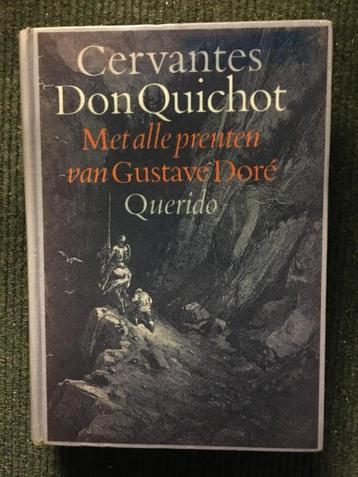 Cervantes
Don Quichot
Met alle prenten
van Gustave Doré
Querido